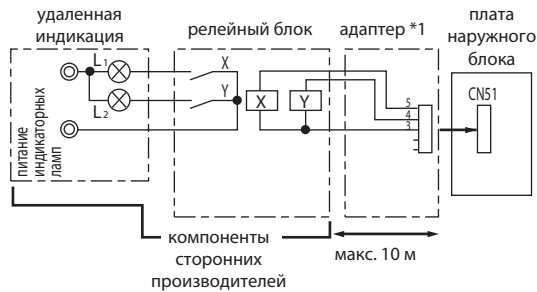 удаленная
индикация
релейный блок
адаптер *1
плата
наружного
блока
L1
X
L2
Y
X
Y
5
4
3
CN51
питание
индикаторных
ламп
компоненты
сторонних
производителей
макс. 10 м